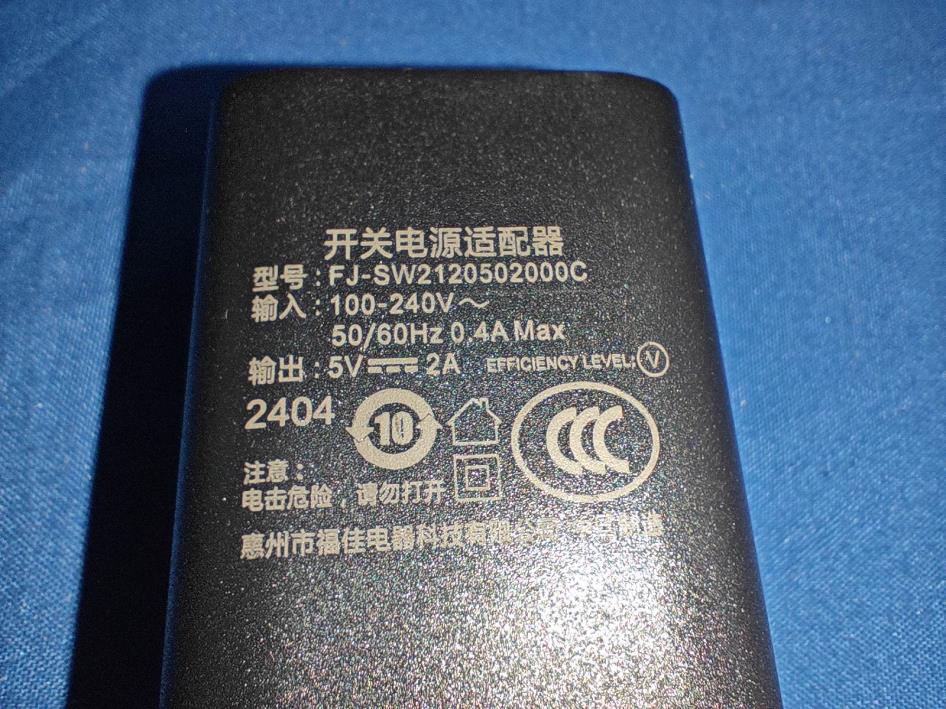 开关电源适配器
型号：FJ-SW2120502000C
输入：100-240V～
50/60Hz 0.4A Max
输出：5V⎓2A EFFICIENCY LEVEL: V
2404 10 CCC
注意：
电击危险，请勿打开
惠州市福佳电器科技有限公司